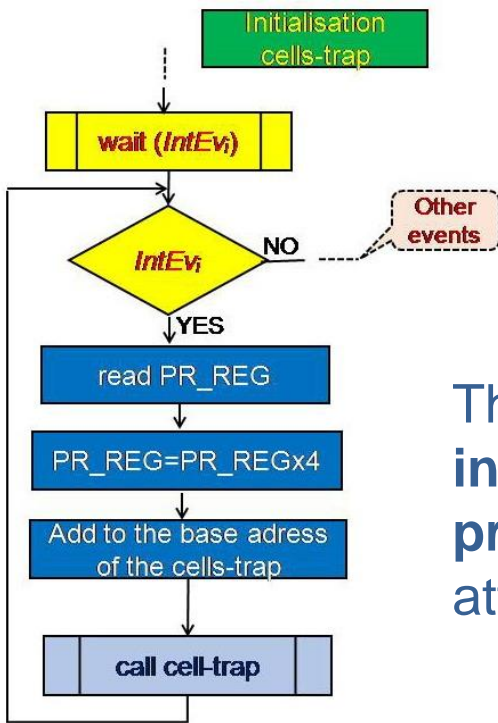 Initialisation
cells-trap
wait (IntEvi)
Other
events
IntEvi
NO
YES
read PR_REG
PR_REG=PR_REGx4
Add to the base adress
of the cells-trap
call cell-trap
Th
in
pr
at